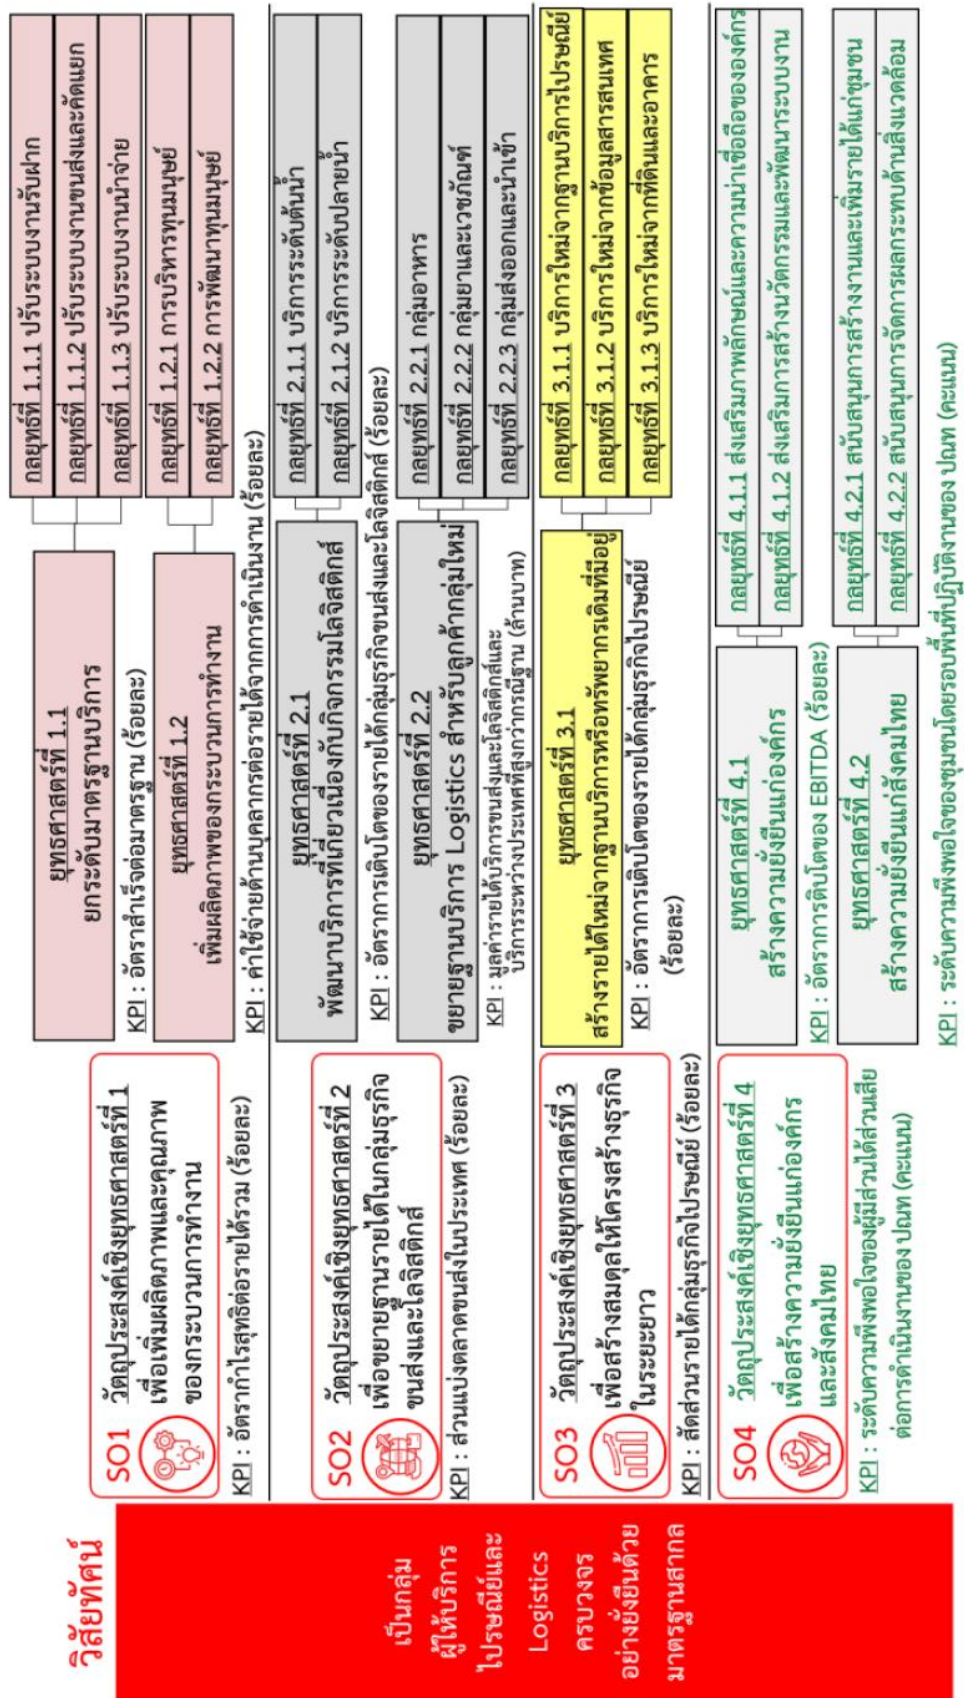 วิสัยทัศน์
เป็นกลุ่ม
ผู้ให้บริการ
ไปรษณีย์และ
Logistics
ครบวงจร
อย่างยั่งยืนด้วย
มาตรฐานสากล
SO1
วัตถุประสงค์เชิงยุทธศาสตร์ที่ 1
เพื่อเพิ่มผลิตภาพและคุณภาพ
ของกระบวนการทำงาน
KPI : อัตรากำไรสุทธิต่อรายได้รวม (ร้อยละ)
ยุทธศาสตร์ที่ 1.1
ยกระดับมาตรฐานบริการ
KPI : อัตราสำเร็จต่อมาตรฐาน (ร้อยละ)
กลยุทธ์ที่ 1.1.1 ปรับระบบงานรับฝาก
กลยุทธ์ที่ 1.1.2 ปรับระบบงานขนส่งและคัดแยก
กลยุทธ์ที่ 1.1.3 ปรับระบบงานนำจ่าย
ยุทธศาสตร์ที่ 1.2
เพิ่มผลิตภาพของกระบวนการทำงาน
KPI : ค่าใช้จ่ายด้านบุคลากรต่อรายได้จากการดำเนินงาน (ร้อยละ)
กลยุทธ์ที่ 1.2.1 การบริหารทุนมนุษย์
กลยุทธ์ที่ 1.2.2 การพัฒนาทุนมนุษย์
SO2
วัตถุประสงค์เชิงยุทธศาสตร์ที่ 2
เพื่อขยายฐานรายได้ในกลุ่มธุรกิจ
ขนส่งและโลจิสติกส์
KPI : ส่วนแบ่งตลาดขนส่งในประเทศ (ร้อยละ)
ยุทธศาสตร์ที่ 2.1
พัฒนาบริการที่เกี่ยวเนื่องกับกิจกรรมโลจิสติกส์
KPI : อัตราการเติบโตของรายได้กลุ่มธุรกิจขนส่งและโลจิสติกส์ (ร้อยละ)
กลยุทธ์ที่ 2.1.1 บริการระดับต้นน้ำ
กลยุทธ์ที่ 2.1.2 บริการระดับปลายน้ำ
ยุทธศาสตร์ที่ 2.2
ขยายฐานบริการ Logistics สำหรับลูกค้ากลุ่มใหม่
KPI : มูลค่ารายได้บริการขนส่งและโลจิสติกส์และ
บริการระหว่างประเทศที่สูงกว่ากรณีฐาน (ล้านบาท)
กลยุทธ์ที่ 2.2.1 กลุ่มอาหาร
กลยุทธ์ที่ 2.2.2 กลุ่มยาและเวชภัณฑ์
กลยุทธ์ที่ 2.2.3 กลุ่มส่งออกและนำเข้า
SO3
วัตถุประสงค์เชิงยุทธศาสตร์ที่ 3
เพื่อสร้างสมดุลให้โครงสร้างธุรกิจ
ในระยะยาว
KPI : สัดส่วนรายได้กลุ่มธุรกิจไปรษณีย์ (ร้อยละ)
ยุทธศาสตร์ที่ 3.1
สร้างรายได้ใหม่จากฐานบริการหรือทรัพยากรเดิมที่มีอยู่
KPI : อัตราการเติบโตของรายได้กลุ่มธุรกิจไปรษณีย์
(ร้อยละ)
กลยุทธ์ที่ 3.1.1 บริการใหม่จากฐานบริการไปรษณีย์
กลยุทธ์ที่ 3.1.2 บริการใหม่จากข้อมูลสารสนเทศ
กลยุทธ์ที่ 3.1.3 บริการใหม่จากที่ดินและอาคาร
SO4
วัตถุประสงค์เชิงยุทธศาสตร์ที่ 4
เพื่อสร้างความยั่งยืนแก่องค์กร
และสังคมไทย
KPI : ระดับความพึงพอใจของผู้มีส่วนได้ส่วนเสีย
ต่อการดำเนินงานของ ปณท (คะแนน)
ยุทธศาสตร์ที่ 4.1
สร้างความยั่งยืนแก่องค์กร
KPI : อัตราการติบโตของ EBITDA (ร้อยละ)
กลยุทธ์ที่ 4.1.1 ส่งเสริมภาพลักษณ์และความน่าเชื่อถือขององค์กร
กลยุทธ์ที่ 4.1.2 ส่งเสริมการสร้างนวัตกรรมและพัฒนาระบบงาน
ยุทธศาสตร์ที่ 4.2
สร้างความยั่งยืนแก่สังคมไทย
KPI : ระดับความพึงพอใจของชุมชนโดยรอบพื้นที่ปฏิบัติงานของ ปณท (คะแนน)
กลยุทธ์ที่ 4.2.1 สนับสนุนการสร้างงานและเพิ่มรายได้แก่ชุมชน
กลยุทธ์ที่ 4.2.2 สนับสนุนการจัดการผลกระทบด้านสิ่งแวดล้อม